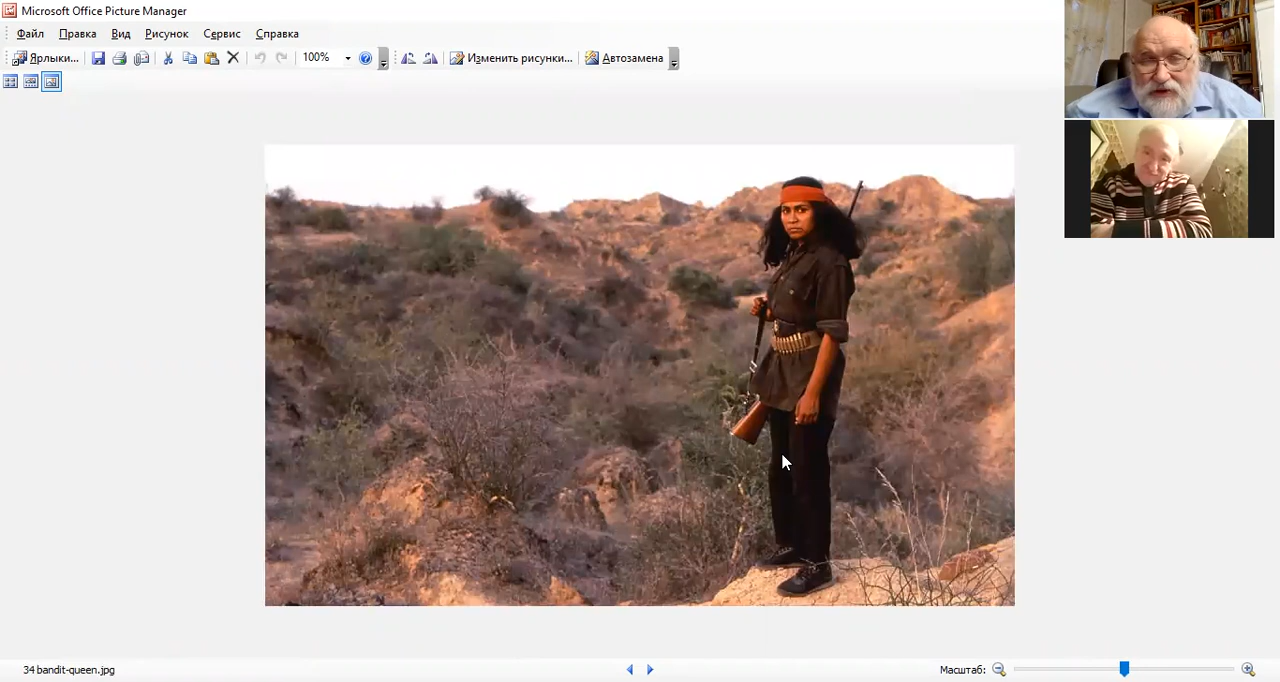 Microsoft Office Picture Manager
Файл Правка Вид Рисунок Сервис Справка
Ярлыки... 100% Изменить рисунки... Автозамена
34 bandit-queen.jpg Масштаб: